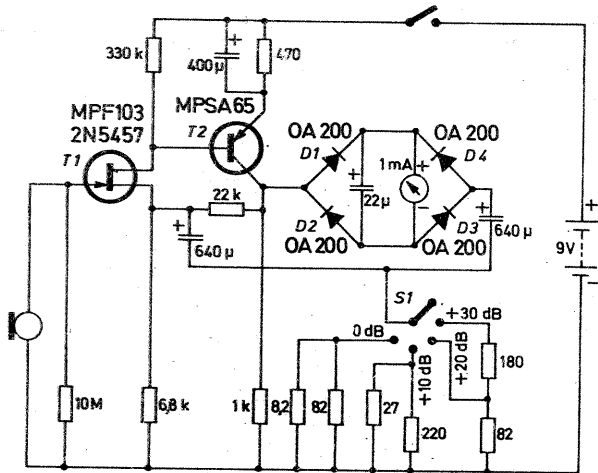 330 k
+
400 µ
470
MPF103
2N5457
T1
MPSA65
T2
OA 200
D1
OA 200
D4
1 mA
+
-
+
22µ
D2
OA 200
D3
OA 200
22 k
+
640 µ
+
640 µ
+
9V
-
S1
+30 dB
0 dB
+10 dB
+20 dB
180
10M
6,8 k
1 k
8,2
82
27
220
82